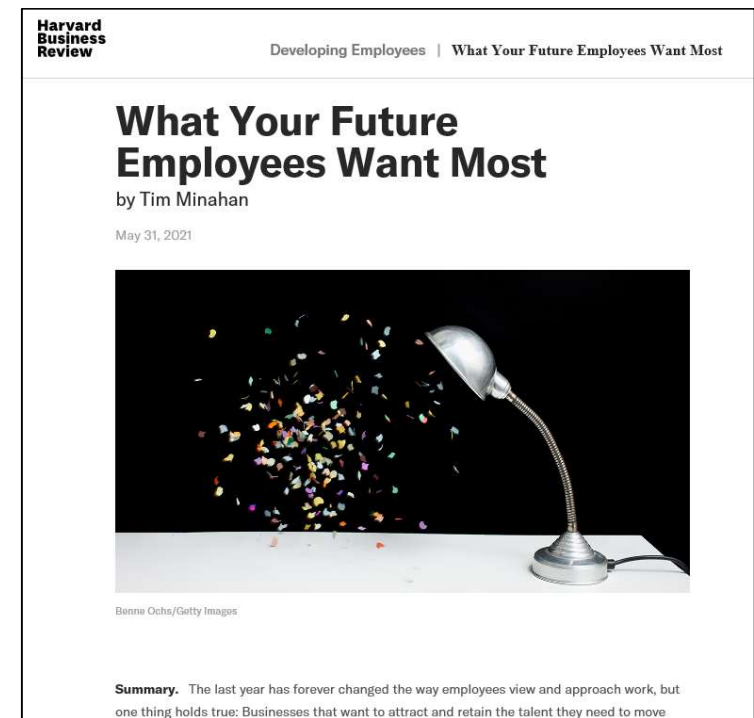 Harvard
Business
Review
Developing Employees | What Your Future Employees Want Most
What Your Future
Employees Want Most
by Tim Minahan
May 31, 2021
Benne Ochs/Getty Images
Summary. The last year has forever changed the way employees view and approach work, but
one thing holds true: Businesses that want to attract and retain the talent they need to move